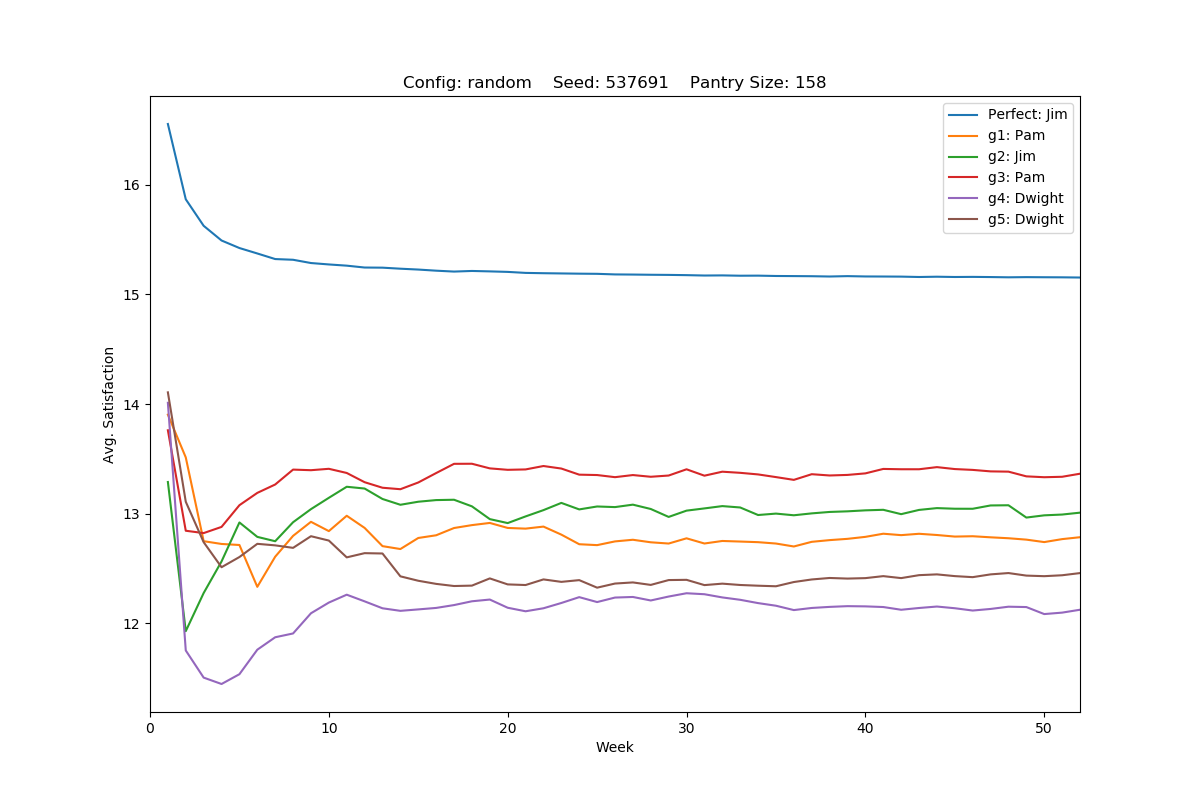 Config: random    Seed: 537691    Pantry Size: 158
Perfect: Jim
g1: Pam
g2: Jim
g3: Pam
g4: Dwight
g5: Dwight
16
15
14
13
12
Avg. Satisfaction
0 10 20 30 40 50
Week